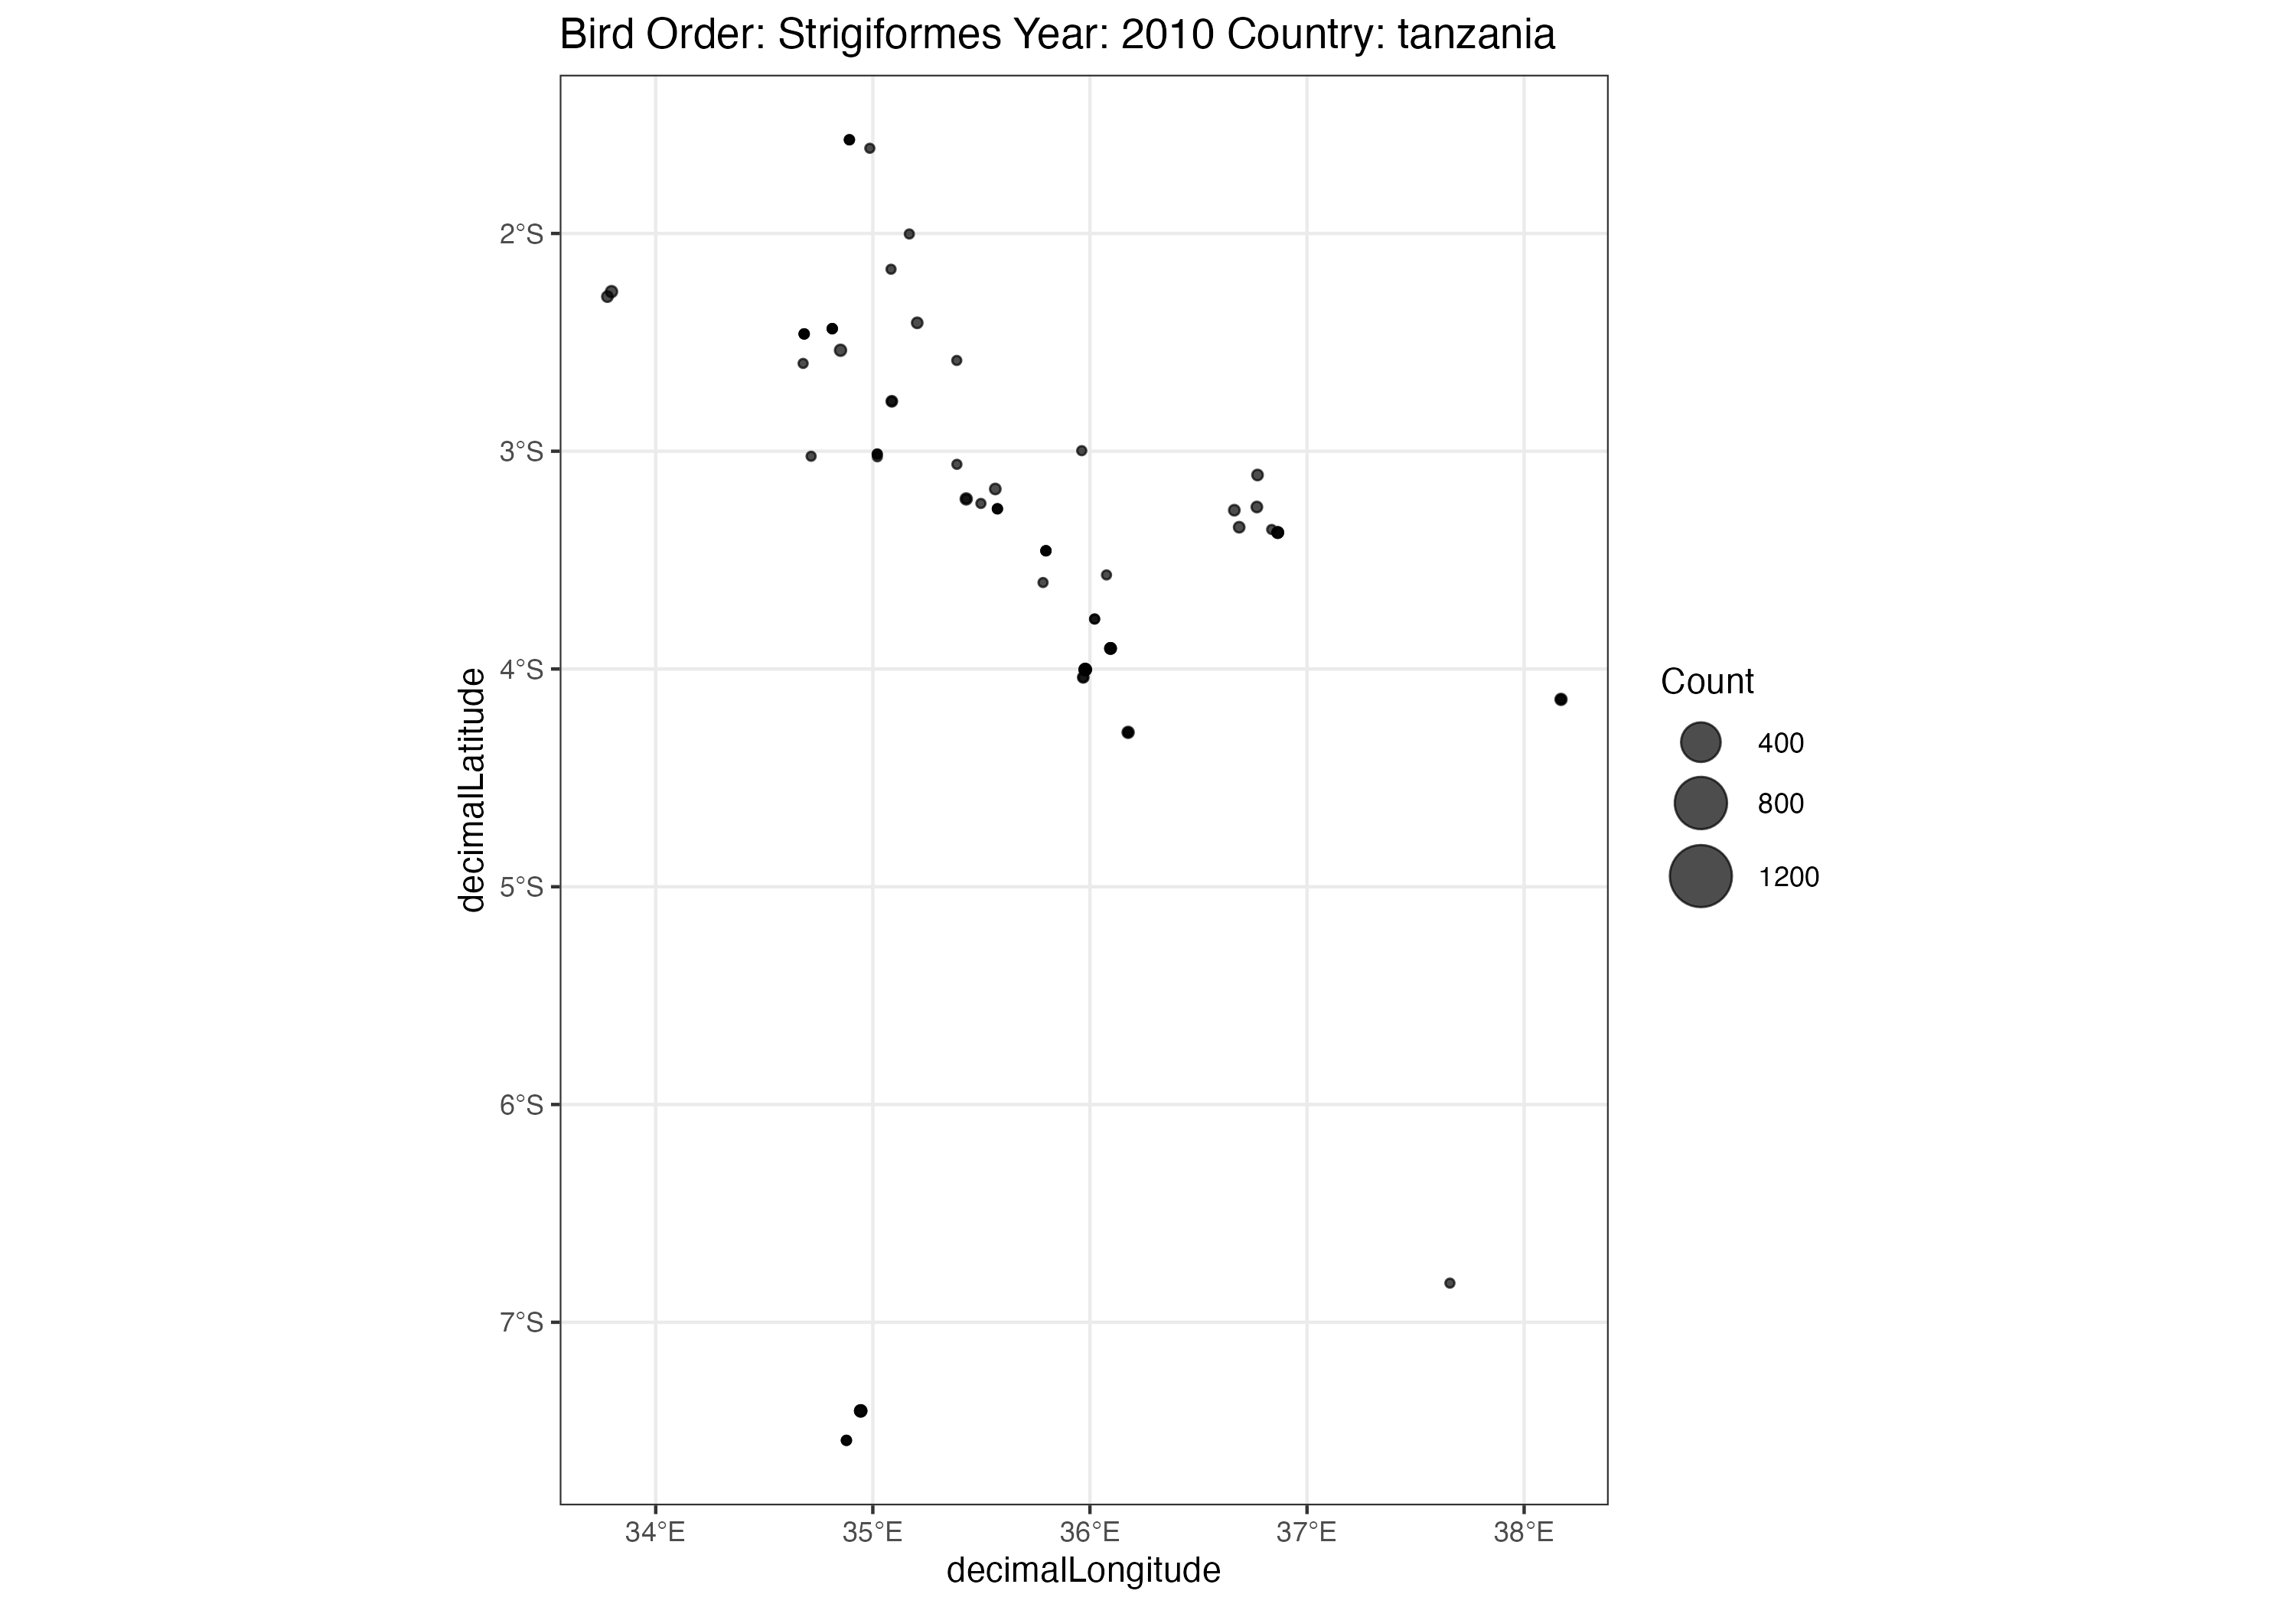 Bird Order: Strigiformes Year: 2010 Country: tanzania
2°S
3°S
4°S
5°S
6°S
7°S
decimalLatitude
34°E
35°E
36°E
37°E
38°E
decimalLongitude
Count
400
800
1200